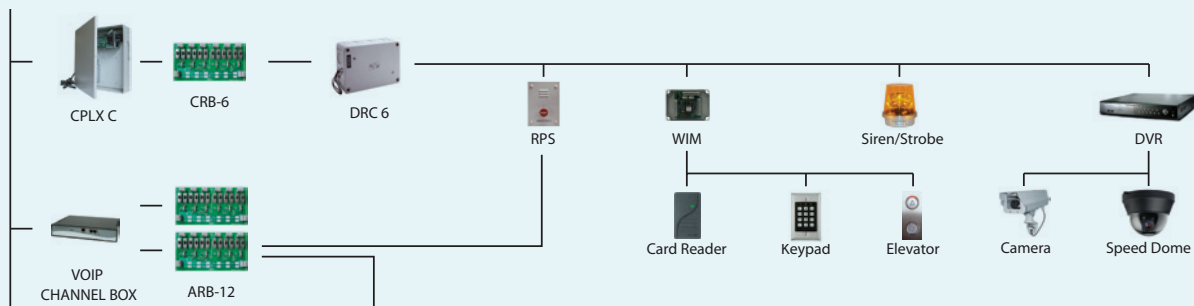 CPLX C
CRB-6
DRC 6
RPS
WIM
Siren/Strobe
DVR
Card Reader
Keypad
Elevator
Camera
Speed Dome
VOIP
CHANNEL BOX
ARB-12